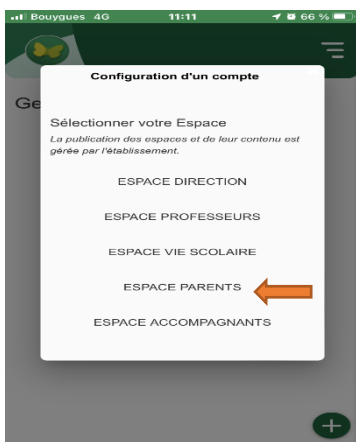 Bouygues 4G 11:11 66 %
Configuration d'un compte
Ge
Sélectionner votre Espace
La publication des espaces et de leur contenu est
gérée par l'établissement.
ESPACE DIRECTION
ESPACE PROFESSEURS
ESPACE VIE SCOLAIRE
ESPACE PARENTS
ESPACE ACCOMPAGNANTS